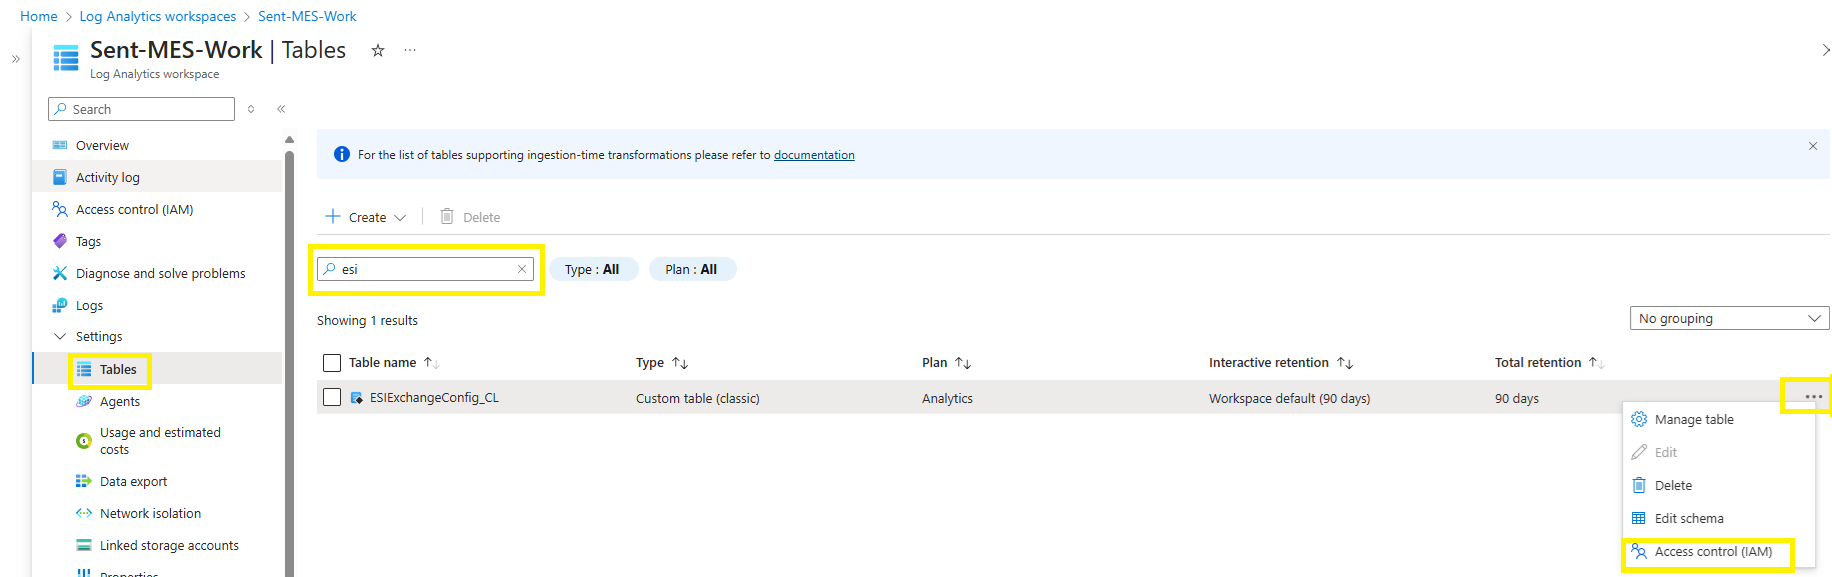 Home > Log Analytics workspaces > Sent-MES-Work
»
Sent-MES-Work | Tables ☆ ···
Log Analytics workspace
Search
«
Overview
Activity log
Access control (IAM)
Tags
Diagnose and solve problems
Logs
Settings
Tables
Agents
Usage and estimated
costs
Data export
Network isolation
Linked storage accounts
Properties
For the list of tables supporting ingestion-time transformations please refer to documentation
Create
Delete
esi
Type : All
Plan : All
Showing 1 results
No grouping
Table name ↑↓ Type ↑↓ Plan ↑↓ Interactive retention ↑↓ Total retention ↑↓
ESIExchangeConfig_CL Custom table (classic) Analytics Workspace default (90 days) 90 days ···
Manage table
Edit
Delete
Edit schema
Access control (IAM)